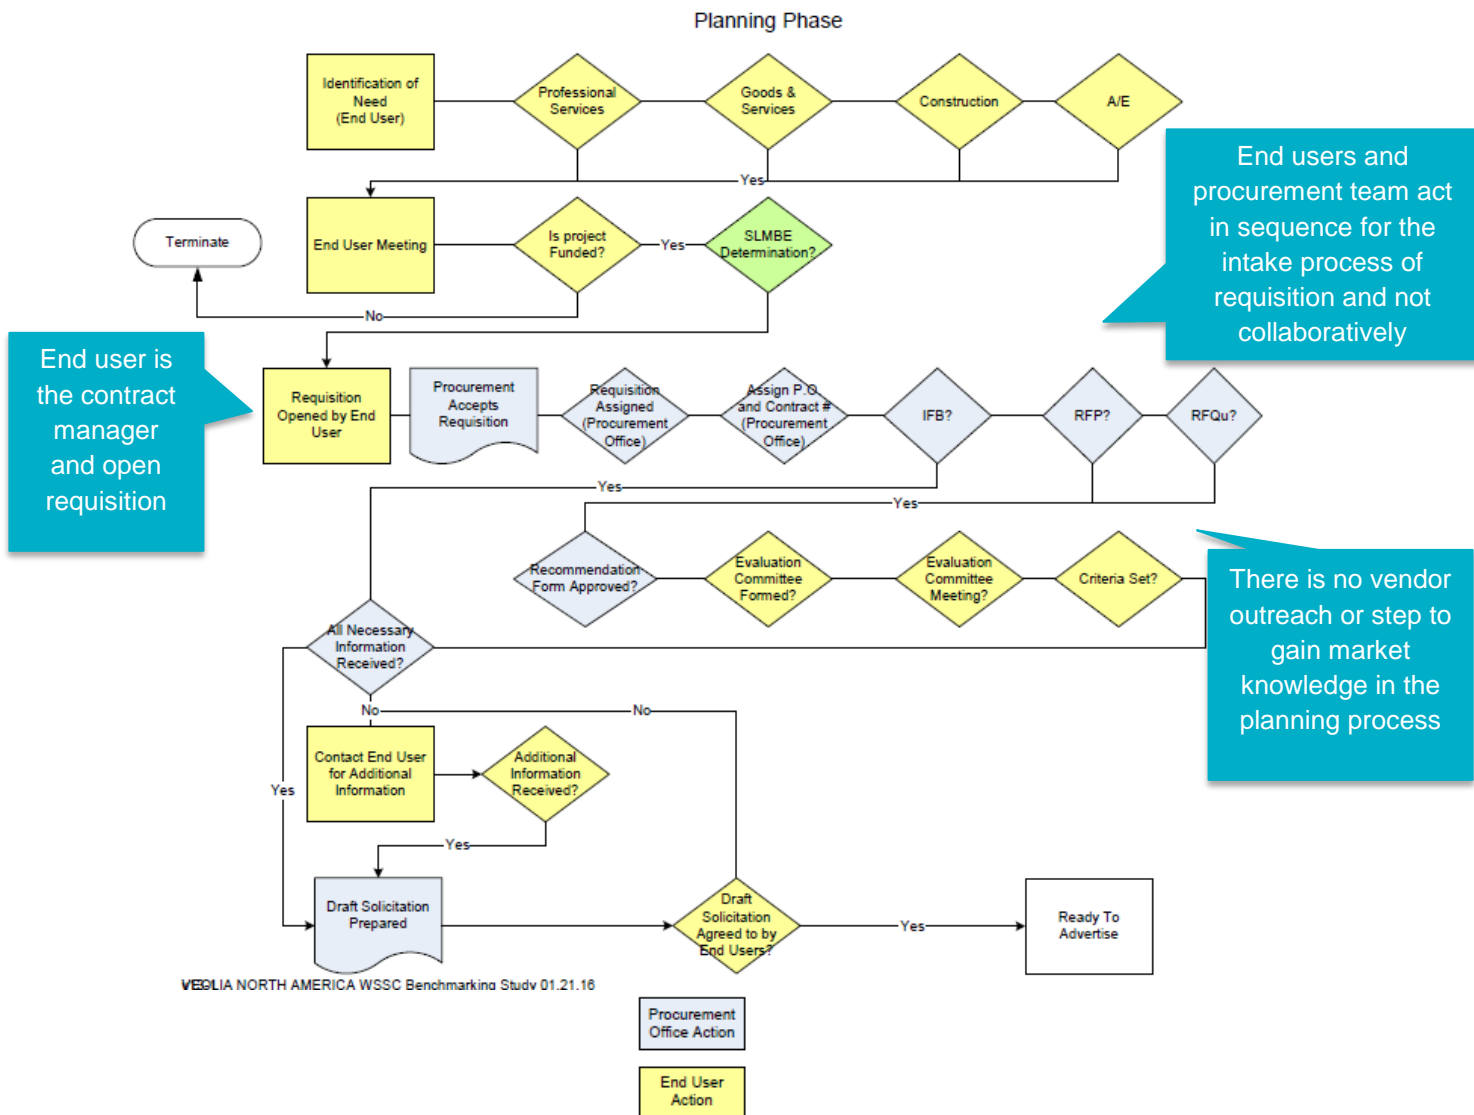 Planning Phase
Identification of
Need
(End User)
Professional
Services
Goods &
Services
Construction
A/E
Yes
End users and
procurement team act
in sequence for the
intake process of
requisition and not
collaboratively
Terminate
End User Meeting
Is project
Funded?
Yes
SLMBE
Determination?
No
End user is
the contract
manager
and open
requisition
Requisition
Opened by End
User
Procurement
Accepts
Requisition
Requisition
Assigned
(Procurement
Office)
Assign P.O.
and Contract #
(Procurement
Office)
IFB?
RFP?
RFQu?
Yes
Yes
Recommendation
Form Approved?
Evaluation
Committee
Formed?
Evaluation
Committee
Meeting?
Criteria Set?
There is no vendor
outreach or step to
gain market
knowledge in the
planning process
All Necessary
Information
Received?
No
No
Contact End User
for Additional
Information
Additional
Information
Received?
Yes
Yes
Draft Solicitation
Prepared
Draft
Solicitation
Agreed to by
End Users?
Yes
Ready To
Advertise
VEOLIA NORTH AMERICA WSSC Benchmarking Study 01.21.16
Procurement
Office Action
End User
Action